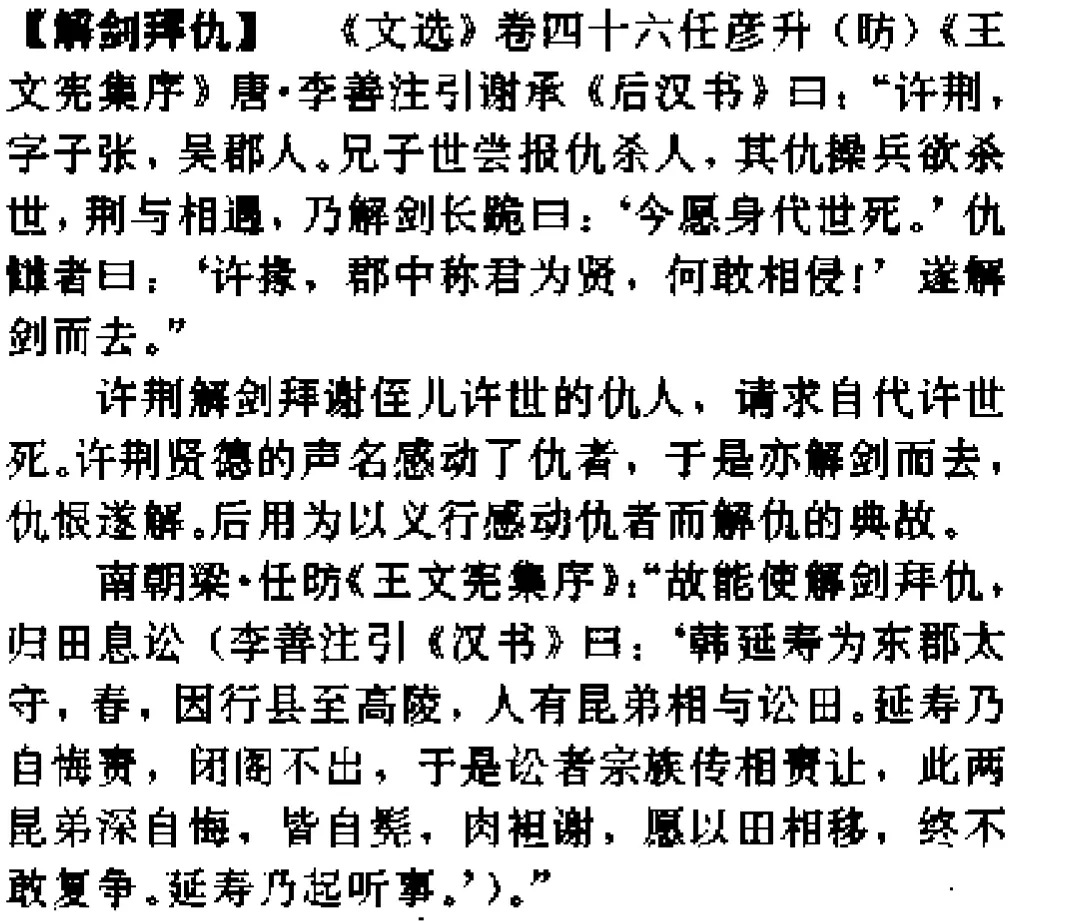 【解剑拜仇】 《文选》卷四十六任彦升（昉）《王
文宪集序》唐·李善注引谢承《后汉书》曰：“许荆，
字子张，吴郡人。兄子世尝报仇杀人，其仇操兵欲杀
世，荆与相遇，乃解剑长跪曰：‘今愿身代世死。’仇
雠者曰：‘许掾，郡中称君为贤，何敢相侵！’遂解
剑而去。”
许荆解剑拜谢侄儿许世的仇人，请求自代许世
死。许荆贤德的声名感动了仇者，于是亦解剑而去，
仇恨遂解。后用为以义行感动仇者而解仇的典故。
南朝梁·任昉《王文宪集序》：“故能使解剑拜仇，
归田息讼（李善注引《汉书》曰：‘韩延寿为东郡太
守，春，因行县至高陵，人有昆弟相与讼田。延寿乃
自悔责，闭阁不出，于是讼者宗族传相责让，此两
昆弟深自悔，皆自髡，肉袒谢，愿以田相移，终不
敢复争。延寿乃起听事。’）。”